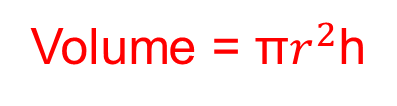 Volume = πr²h